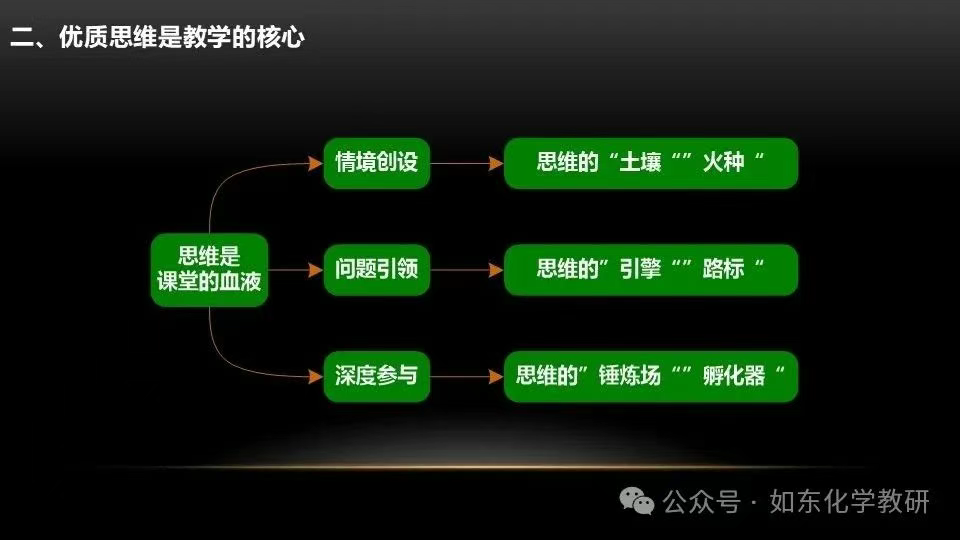 二、优质思维是教学的核心
情境创设
思维的“土壤“”火种“
思维是
课堂的血液
问题引领
思维的”引擎“”路标“
深度参与
思维的”锤炼场“”孵化器“
公众号·如东化学教研